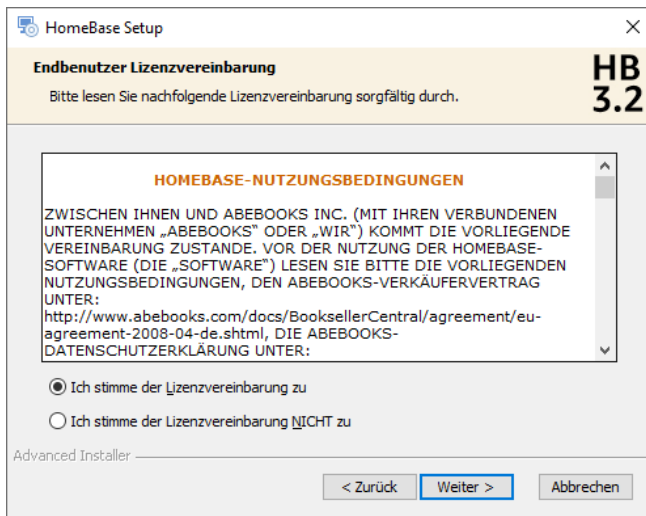 HomeBase Setup
Endbenutzer Lizenzvereinbarung
Bitte lesen Sie nachfolgende Lizenzvereinbarung sorgfältig durch.
HB
3.2
HOMEBASE-NUTZUNGSBEDINGUNGEN
ZWISCHEN IHNEN UND ABEBOOKS INC. (MIT IHREN VERBUNDENEN
UNTERNEHMEN „ABEBOOKS" ODER „WIR") KOMMT DIE VORLIEGENDE
VEREINBARUNG ZUSTANDE. VOR DER NUTZUNG DER HOMEBASE-
SOFTWARE (DIE „SOFTWARE") LESEN SIE BITTE DIE VORLIEGENDEN
NUTZUNGSBEDINGUNGEN, DEN ABEBOOKS-VERKÄUFERVERTRAG
UNTER:
http://www.abebooks.com/docs/BooksellerCentral/agreement/eu-
agreement-2008-04-de.shtml, DIE ABEBOOKS-
DATENSCHUTZERKLÄRUNG UNTER:
Ich stimme der Lizenzvereinbarung zu
Ich stimme der Lizenzvereinbarung NICHT zu
Advanced Installer
< Zurück
Weiter >
Abbrechen